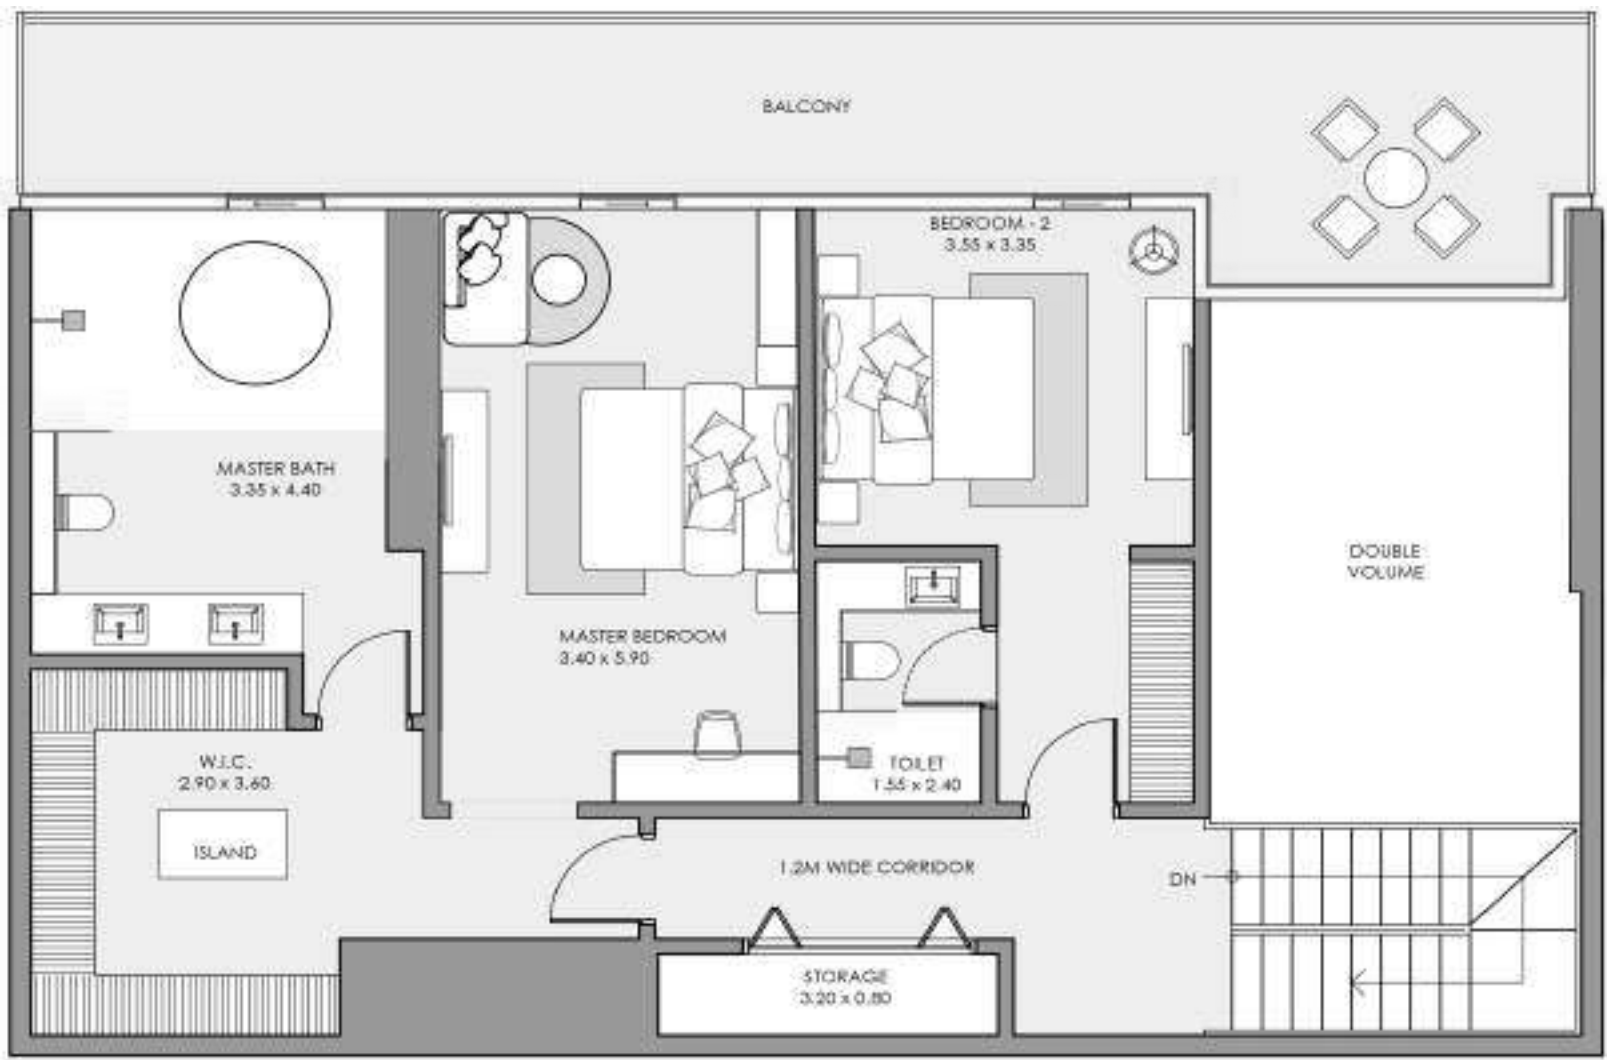 BALCONY
BEDROOM - 2
3.55 x 3.35
MASTER BATH
3.35 x 4.40
DOUBLE
VOLUME
MASTER BEDROOM
3.40 x 5.90
W.I.C.
2.90 x 3.60
TOILET
1.55 x 2.40
ISLAND
1.2M WIDE CORRIDOR
DN
STORAGE
3.20 x 0.80